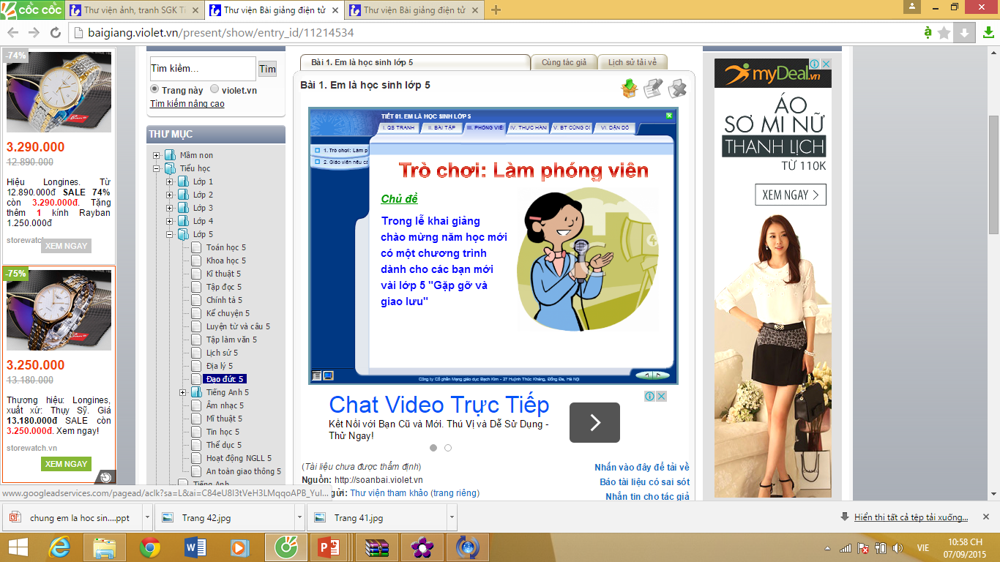 CỐC CỐC
Thư viện ảnh, tranh SGK Ti
Thư viện Bài giảng điện tử
Thư viện Bài giảng điện tử
baigiang.violet.vn/present/show/entry_id/11214534
-74%
3.290.000
12.890.000
Hiệu Longines. Từ
12.890.000đ SALE 74%
còn 3.290.000đ. Tặng
thêm 1 kính Rayban
1.250.000đ
storewatch
XEM NGAY
-75%
3.250.000
13.180.000
Thương hiệu: Longines,
xuất xứ: Thụy Sỹ. Giá
13.180.000đ SALE còn
3.250.000đ. Xem ngay!
storewatch.vn
XEM NGAY
Tìm kiếm...
Tìm
Trang này
violet.vn
Tìm kiếm nâng cao
THƯ MỤC
Mầm non
Tiểu học
Lớp 1
Lớp 2
Lớp 3
Lớp 4
Lớp 5
Toán học 5
Khoa học 5
Kĩ thuật 5
Tập đọc 5
Chính tả 5
Kể chuyện 5
Luyện từ và câu 5
Tập làm văn 5
Lịch sử 5
Địa lý 5
Đạo đức 5
Tiếng Anh 5
Âm nhạc 5
Mĩ thuật 5
Tin học 5
Thể dục 5
Hoạt động NGLL 5
An toàn giao thông 5
Tiếng Anh
Bài 1. Em là học sinh lớp 5
Cùng tác giả
Lịch sử tải về
Bài 1. Em là học sinh lớp 5
TIẾT 01. EM LÀ HỌC SINH LỚP 5
I. QS TRANH
II. BÀI TẬP
III. PHÓNG VIÊ
IV. THỰC HÀN
V. BT CỦNG CỐ
VI. DẶN DÒ
1. Trò chơi: Làm p
2. Giáo viên nêu câ
Trò chơi: Làm phóng viên
Chủ đề
Trong lễ khai giảng
chào mừng năm học mới
có một chương trình
dành cho các bạn mới
vài lớp 5 "Gặp gỡ và
giao lưu"
4
Công ty Cổ phần Mạng giáo dục Bạch Kim - 27 Huỳnh Thúc Kháng, Đống Đa, Hà Nội
Chat Video Trực Tiếp
Kết Nối với Bạn Cũ và Mới. Thú Vị và Dễ Sử Dụng -
Thử Ngay!
(Tài liệu chưa được thẩm định)
Nguồn: http://soanbai.violet.vn
gửi: Thư viện tham khảo (trang riêng)
Nhấn vào đây để tải về
Báo tài liệu có sai sót
Nhắn tin cho tác giả
myDeal.vn
ÁO
SƠ MI NỮ
THANH LỊCH
TỪ 110K
XEM NGAY
www.googleadservices.com/pagead/aclk?sa=L&ai=C84eU8I3tVeH3LMqqoAPB_Yul...
chung em la hoc sin....ppt
Trang 42.jpg
Trang 41.jpg
Hiển thị tất cả tệp tải xuống...
VIE
10:58 CH
07/09/2015